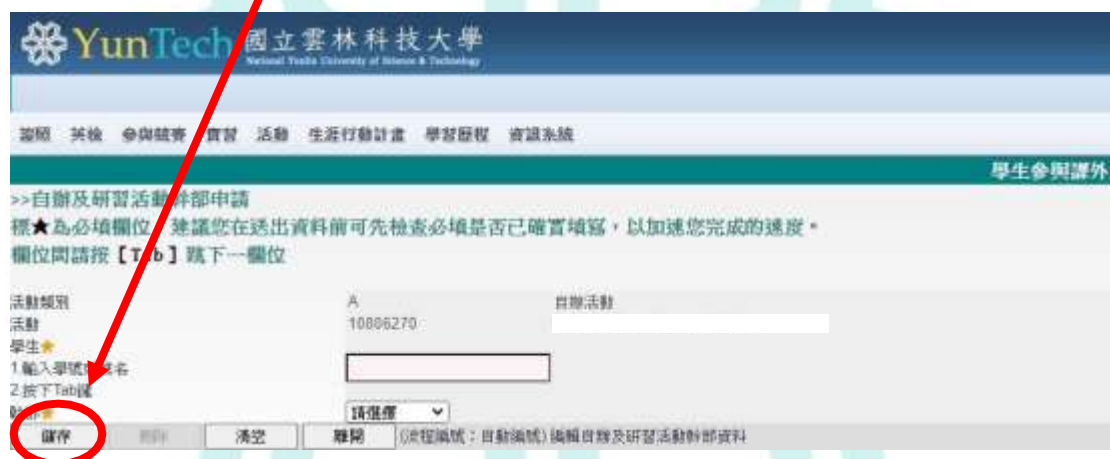 YunTech 國立雲林科技大學
National Yunlin University of Science & Technology
證照 英檢 參與競賽 實習 活動 生涯行動計畫 學習歷程 資訊系統
學生參與課外
>>自辦及研習活動幹部申請
標★為必填欄位，建議您在送出資料前可先檢查必填是否已確實填寫，以加速您完成的速度。
欄位間請按【Tab】跳下一欄位
活動類別 A 自辦活動
活動 10806270
學生★
1.輸入學號 名
2.按下Tab鍵
★ 請選擇
儲存 刪除 清空 離開 (流程編號：自動編號) 編輯自辦及研習活動幹部資料